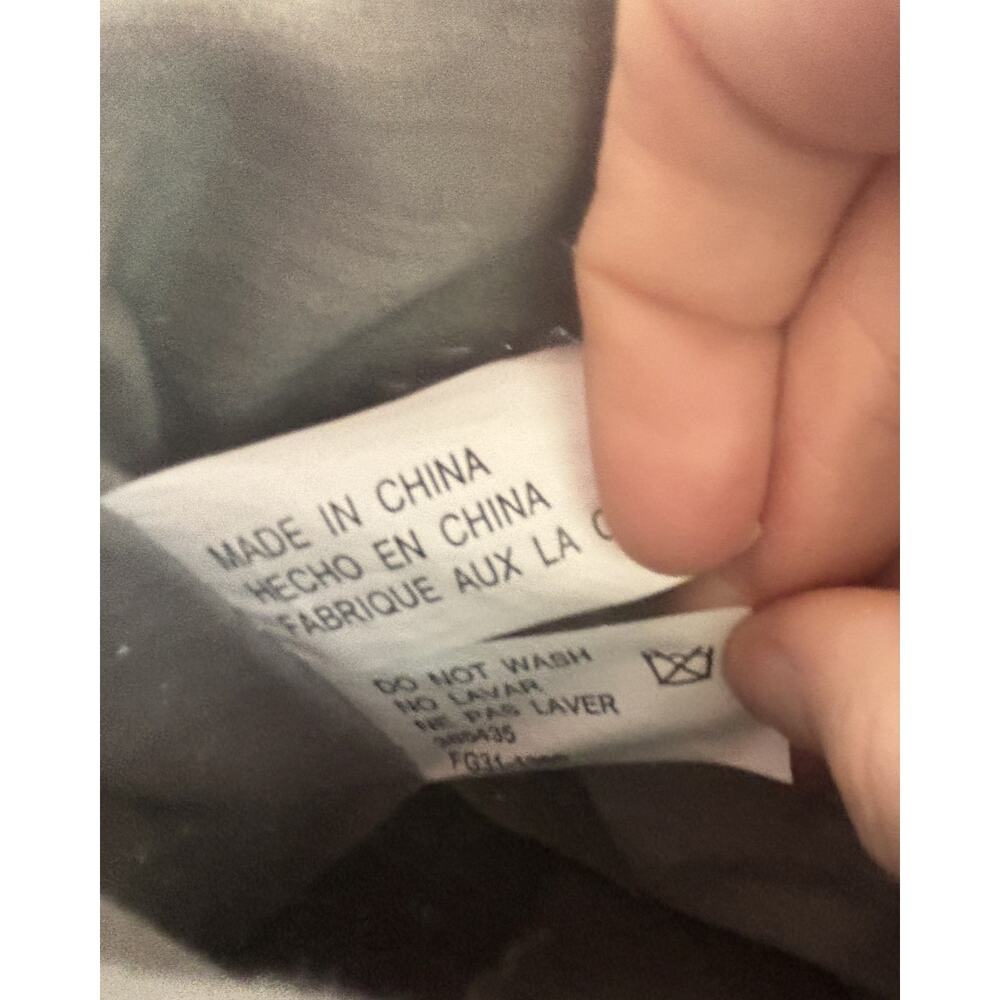 MADE IN CHINA
HECHO EN CHINA
FABRIQUE AUX LA C
DO NOT WASH
NO LAVAR
NE PAS LAVER